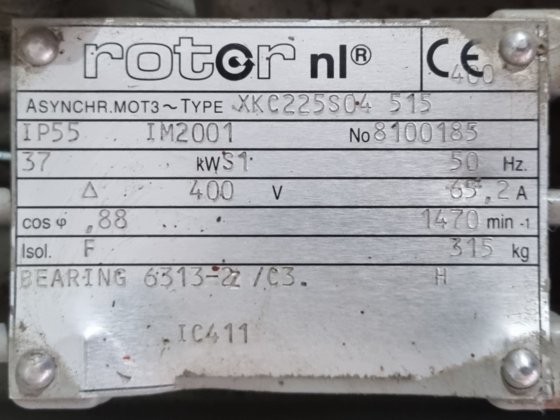 rotor nl®
CE
400
ASYNCHR.MOT3~TYPE XKC225S04 515
IP55 IM2001 No 8100185
37 kW S1 50 Hz.
Δ 400 V 65,2 A
cos φ ,88 1470 min -1
Isol. F 315 kg
BEARING 6313-2z /C3. H
IC411